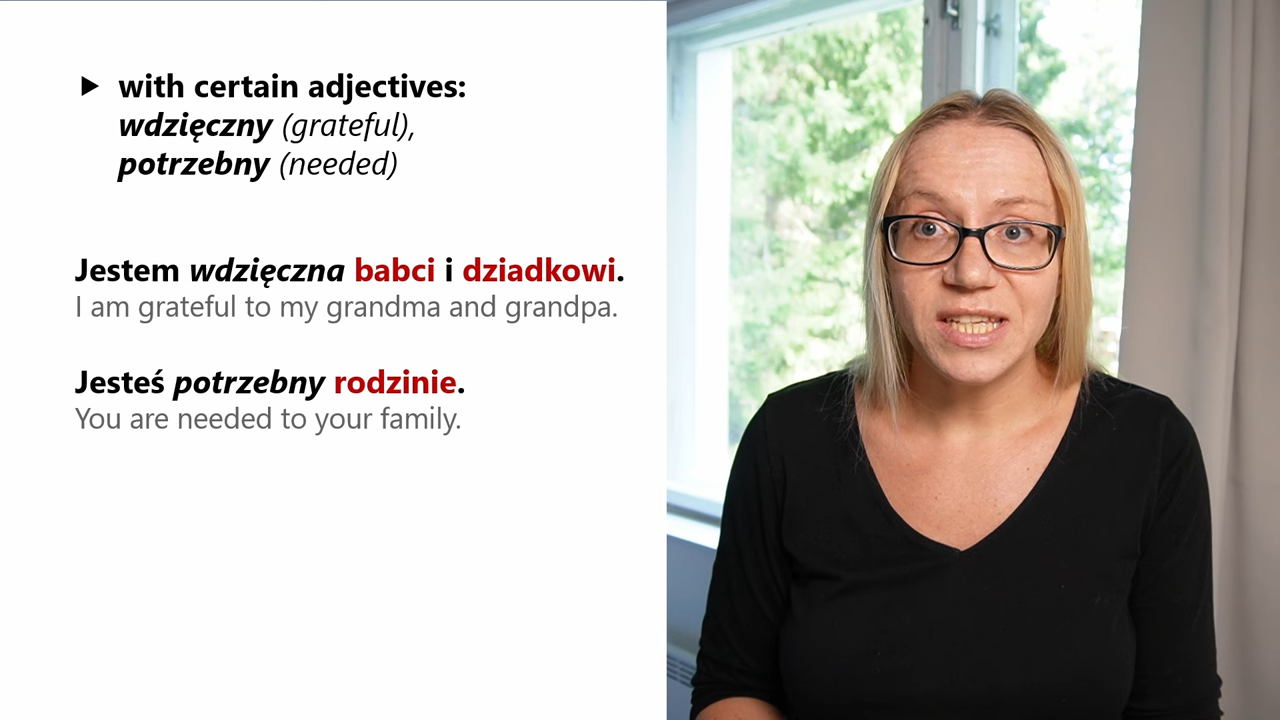 ▶ with certain adjectives:
wdzięczny (grateful),
potrzebny (needed)
Jestem wdzięczna babci i dziadkowi.
I am grateful to my grandma and grandpa.
Jesteś potrzebny rodzinie.
You are needed to your family.